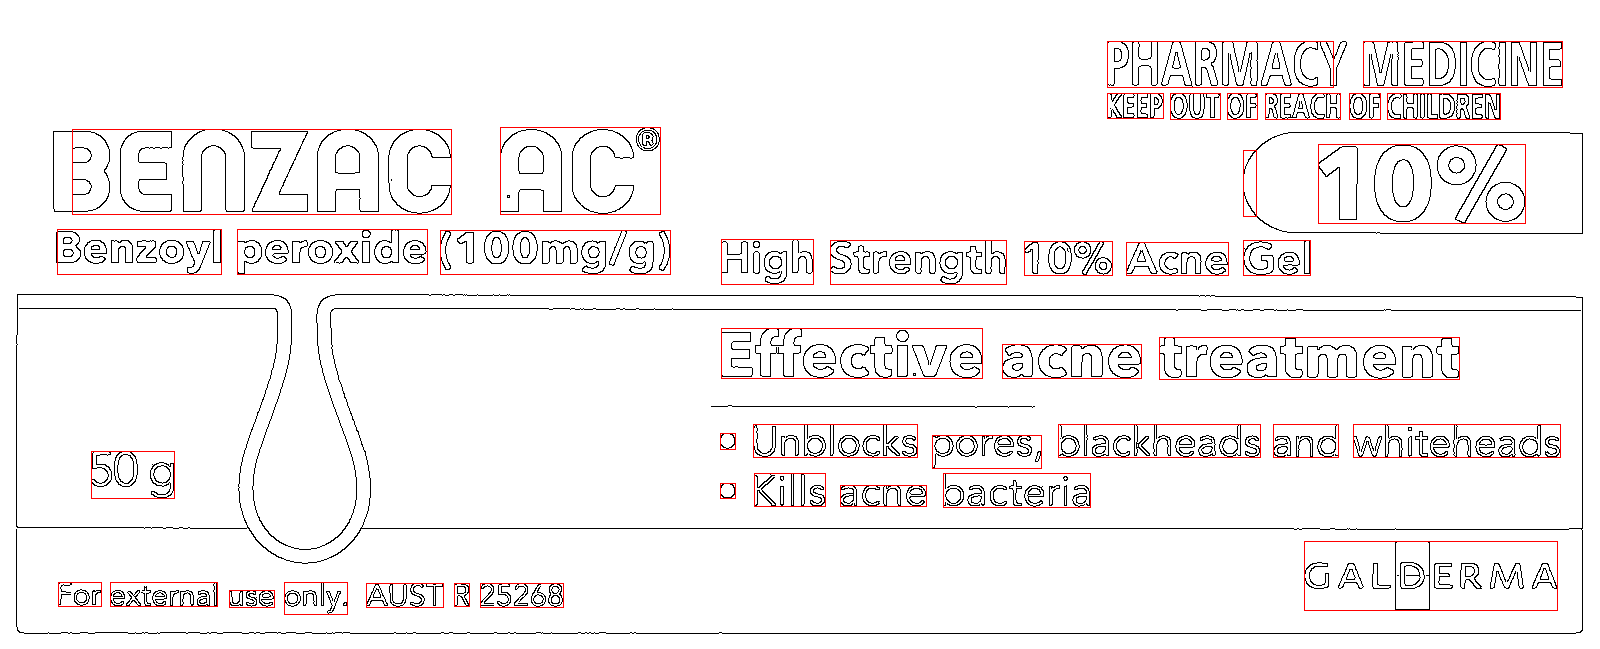 PHARMACY MEDICINE
KEEP OUT OF REACH OF CHILDREN
BENZAC AC®
10%
Benzoyl peroxide (100mg/g)
High Strength 10% Acne Gel
Effective acne treatment
• Unblocks pores, blackheads and whiteheads
• Kills acne bacteria
50 g
For external use only. AUST R 25268
GALDERMA